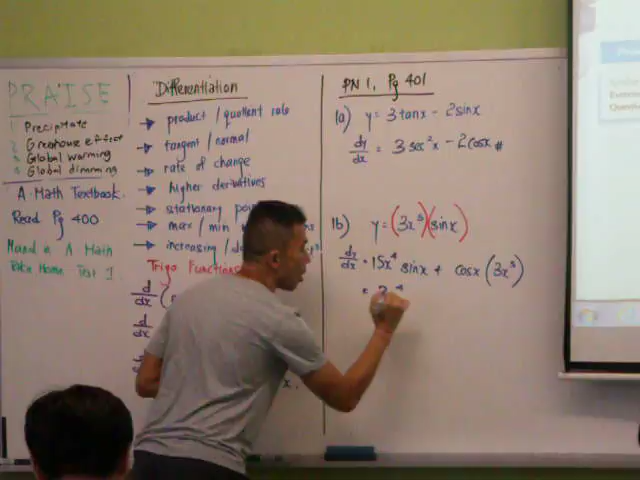 PRAISE
1 Precipitate
2 Greenhouse effect
3 Global warming
4 Global dimming
A Math Textbook.
Read Pg 400
Hand in A Math
Take Home Test 1
Differentiation
→ product / quotient rule
→ tangent / normal
→ rate of change
→ higher derivatives
→ stationary
→ max / min
→ increasing /
Trigo Functions
d/dx (
d/dx
PN 1, Pg 401
1a) y = 3 tan x - 2 sin x
dy/dx = 3 sec²x - 2 cos x #
1b) y = (3x⁵)(sin x)
dy/dx = 15x⁴ sin x + cos x (3x⁵)
= 3